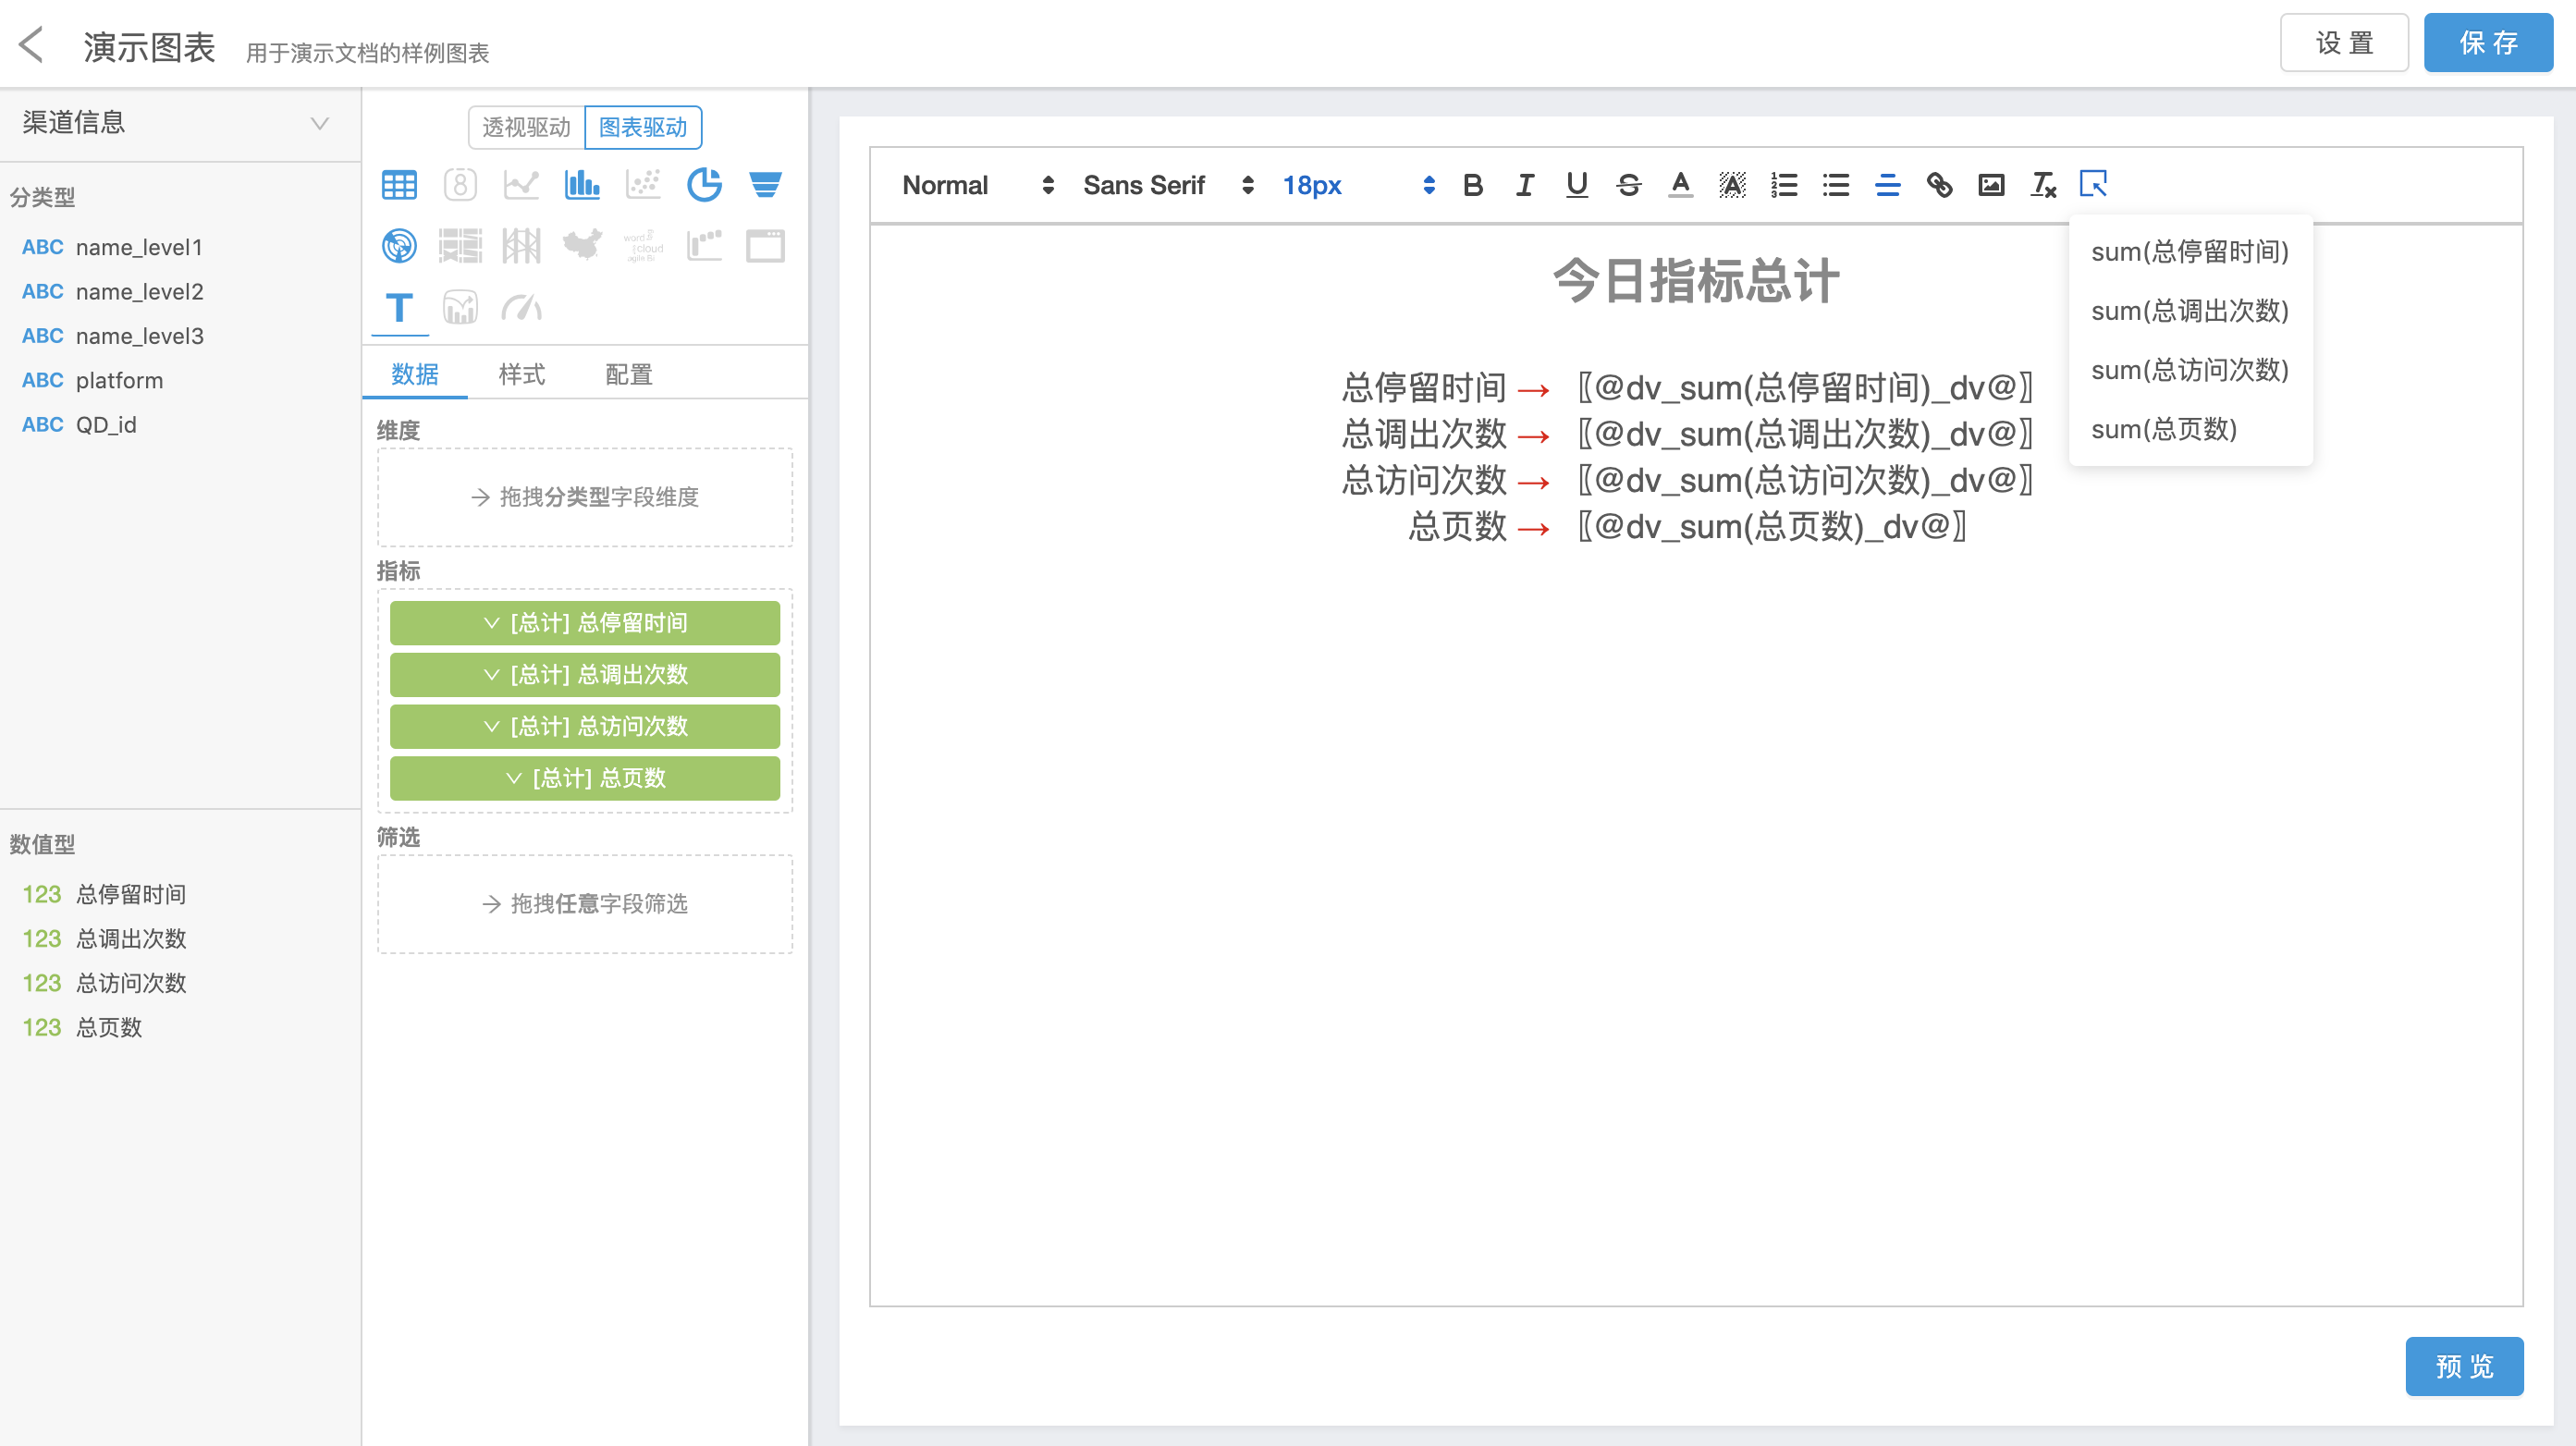 演示图表 用于演示文档的样例图表
设 置 保 存
渠道信息
分类型
ABC name_level1
ABC name_level2
ABC name_level3
ABC platform
ABC QD_id
数值型
123 总停留时间
123 总调出次数
123 总访问次数
123 总页数
透视驱动 图表驱动
8
word
cloud
agile BI
T
数据 样式 配置
维度
→ 拖拽分类型字段维度
指标
[总计] 总停留时间
[总计] 总调出次数
[总计] 总访问次数
[总计] 总页数
筛选
→ 拖拽任意字段筛选
Normal Sans Serif 18px B I U S A A
今日指标总计
总停留时间 → 〖@dv_sum(总停留时间)_dv@〗
总调出次数 → 〖@dv_sum(总调出次数)_dv@〗
总访问次数 → 〖@dv_sum(总访问次数)_dv@〗
总页数 → 〖@dv_sum(总页数)_dv@〗
sum(总停留时间)
sum(总调出次数)
sum(总访问次数)
sum(总页数)
预 览